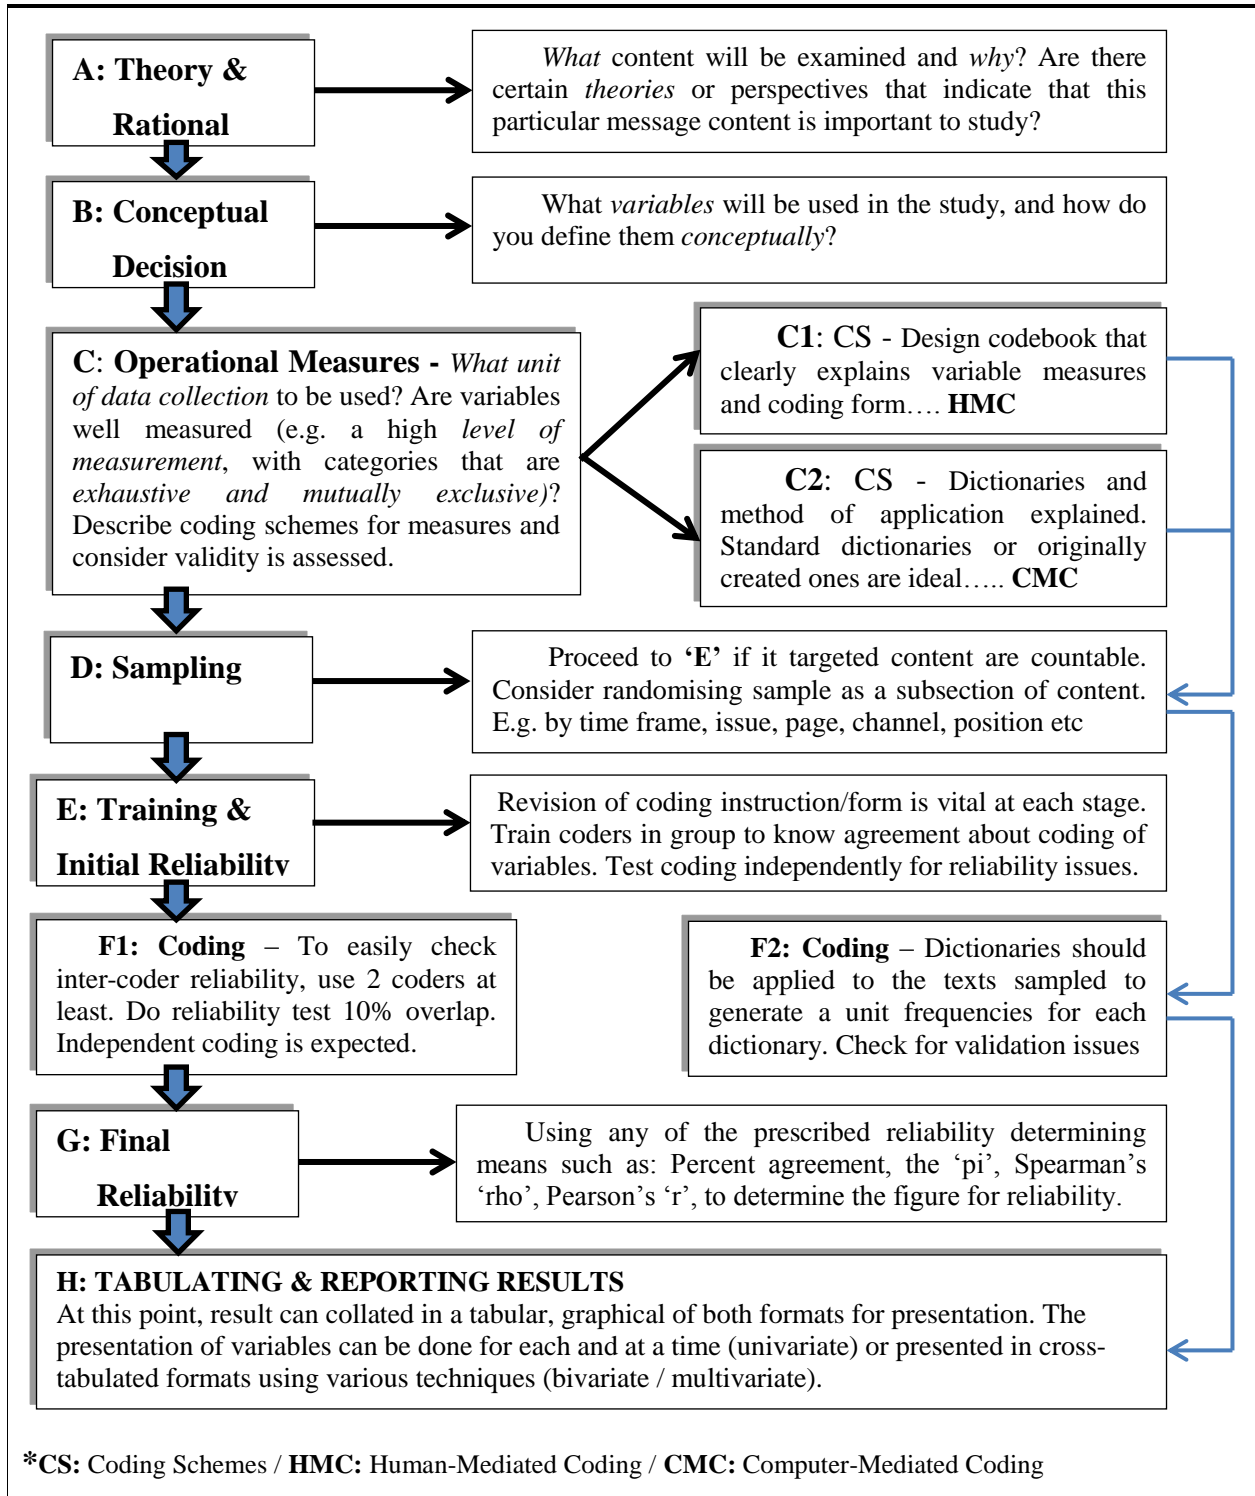 A: Theory &
Rational
What content will be examined and why? Are there
certain theories or perspectives that indicate that this
particular message content is important to study?
B: Conceptual
Decision
What variables will be used in the study, and how do
you define them conceptually?
C: Operational Measures - What unit
of data collection to be used? Are variables
well measured (e.g. a high level of
measurement, with categories that are
exhaustive and mutually exclusive)?
Describe coding schemes for measures and
consider validity is assessed.
C1: CS - Design codebook that
clearly explains variable measures
and coding form…. HMC
C2: CS - Dictionaries and
method of application explained.
Standard dictionaries or originally
created ones are ideal….. CMC
D: Sampling
Proceed to ‘E’ if it targeted content are countable.
Consider randomising sample as a subsection of content.
E.g. by time frame, issue, page, channel, position etc
E: Training &
Initial Reliability
Revision of coding instruction/form is vital at each stage.
Train coders in group to know agreement about coding of
variables. Test coding independently for reliability issues.
F1: Coding – To easily check
inter-coder reliability, use 2 coders at
least. Do reliability test 10% overlap.
Independent coding is expected.
F2: Coding – Dictionaries should
be applied to the texts sampled to
generate a unit frequencies for each
dictionary. Check for validation issues
G: Final
Reliability
Using any of the prescribed reliability determining
means such as: Percent agreement, the ‘pi’, Spearman’s
‘rho’, Pearson’s ‘r’, to determine the figure for reliability.
H: TABULATING & REPORTING RESULTS
At this point, result can collated in a tabular, graphical of both formats for presentation. The
presentation of variables can be done for each and at a time (univariate) or presented in cross-
tabulated formats using various techniques (bivariate / multivariate).
*CS: Coding Schemes / HMC: Human-Mediated Coding / CMC: Computer-Mediated Coding